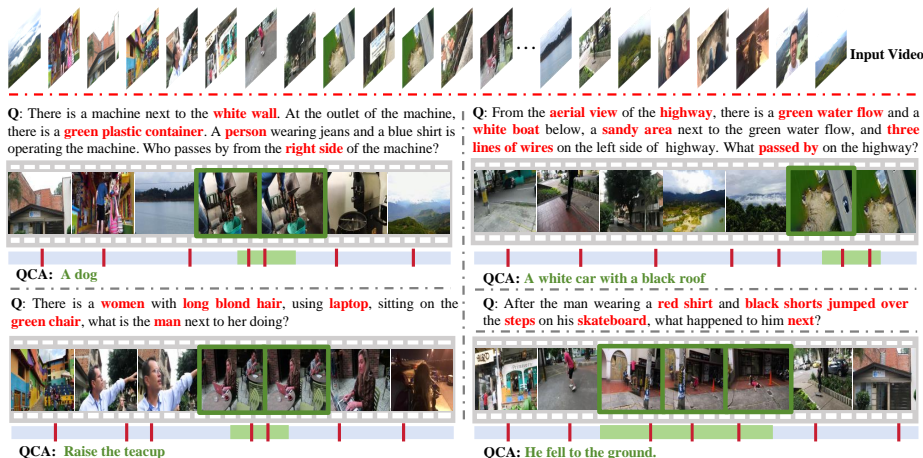 Input Video
Q: There is a machine next to the white wall. At the outlet of the machine,
there is a green plastic container. A person wearing jeans and a blue shirt is
operating the machine. Who passes by from the right side of the machine?
QCA: A dog
Q: From the aerial view of the highway, there is a green water flow and a
white boat below, a sandy area next to the green water flow, and three
lines of wires on the left side of highway. What passed by on the highway?
QCA: A white car with a black roof
Q: There is a women with long blond hair, using laptop, sitting on the
green chair, what is the man next to her doing?
QCA: Raise the teacup
Q: After the man wearing a red shirt and black shorts jumped over
the steps on his skateboard, what happened to him next?
QCA: He fell to the ground.